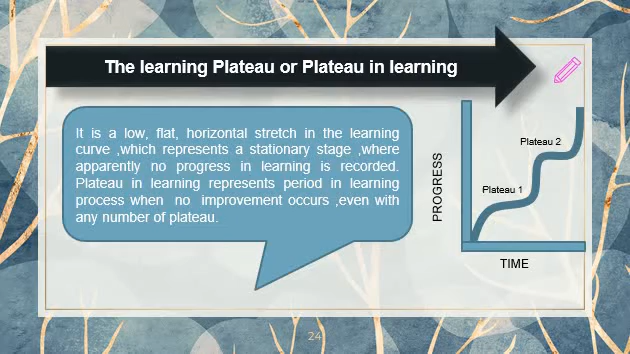 The learning Plateau or Plateau in learning
It is a low, flat, horizontal stretch in the learning
curve ,which represents a stationary stage ,where
apparently no progress in learning is recorded.
Plateau in learning represents period in learning
process when no improvement occurs ,even with
any number of plateau.
PROGRESS
Plateau 2
Plateau 1
TIME
24